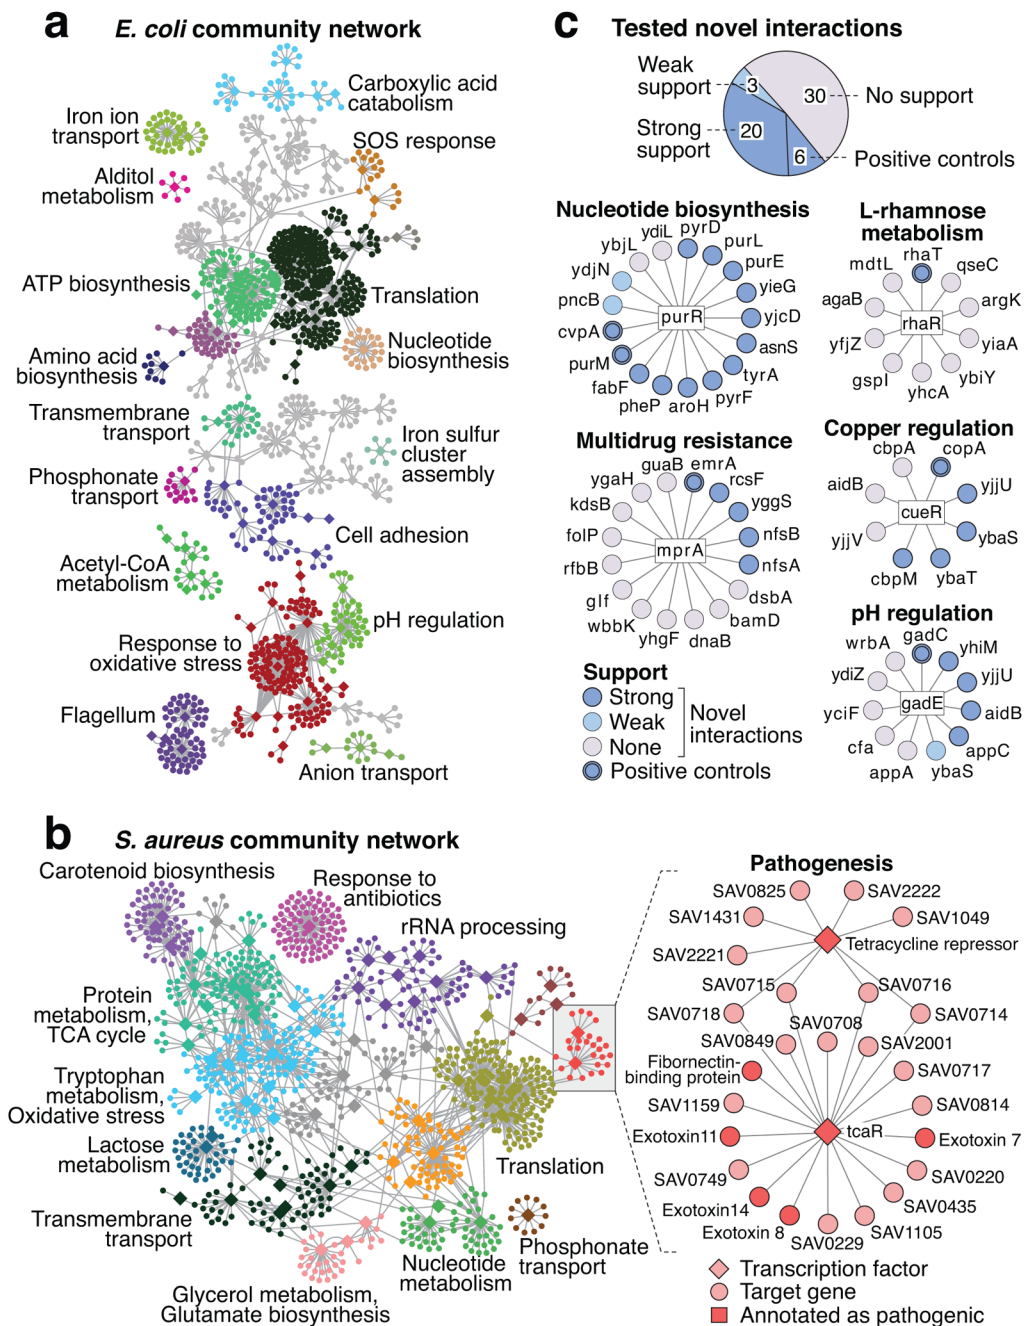 a
E. coli community network
Carboxylic acid
catabolism
Iron ion
transport
SOS response
Alditol
metabolism
ATP biosynthesis
Translation
Nucleotide
biosynthesis
Amino acid
biosynthesis
Transmembrane
transport
Iron sulfur
cluster
assembly
Phosphonate
transport
Cell adhesion
Acetyl-CoA
metabolism
pH regulation
Response to
oxidative stress
Flagellum
Anion transport
c
Tested novel interactions
Weak
support
3
30
No support
Strong
support
20
6
Positive controls
Nucleotide biosynthesis
ydiL
pyrD
ybjL
purL
ydjN
purE
pncB
yieG
purR
cvpA
yjcD
purM
asnS
fabF
tyrA
pheP
aroH
pyrF
L-rhamnose
metabolism
rhaT
mdtL
qseC
agaB
argK
rhaR
yfjZ
yiaA
gspI
ybiY
yhcA
Multidrug resistance
guaB
emrA
ygaH
rcsF
kdsB
yggS
folP
nfsB
mprA
rfbB
nfsA
glf
dsbA
wbbK
bamD
yhgF
dnaB
Copper regulation
cbpA
copA
aidB
yjjU
cueR
yjjV
ybaS
cbpM
ybaT
pH regulation
gadC
wrbA
yhiM
ydiZ
yjjU
gadE
yciF
aidB
cfa
appC
appA
ybaS
Support
Strong
Weak
None
Novel
interactions
Positive controls
b
S. aureus community network
Carotenoid biosynthesis
Response to
antibiotics
rRNA processing
Protein
metabolism,
TCA cycle
Tryptophan
metabolism,
Oxidative stress
Lactose
metabolism
Translation
Transmembrane
transport
Nucleotide
metabolism
Phosphonate
transport
Glycerol metabolism,
Glutamate biosynthesis
Pathogenesis
SAV0825
SAV2222
SAV1431
SAV1049
Tetracycline repressor
SAV2221
SAV0715
SAV0716
SAV0718
SAV0714
SAV0708
SAV0849
SAV2001
Fibornectin-
binding protein
SAV0717
SAV1159
SAV0814
tcaR
Exotoxin11
Exotoxin 7
SAV0749
SAV0220
Exotoxin14
SAV0435
Exotoxin 8
SAV1105
SAV0229
Transcription factor
Target gene
Annotated as pathogenic